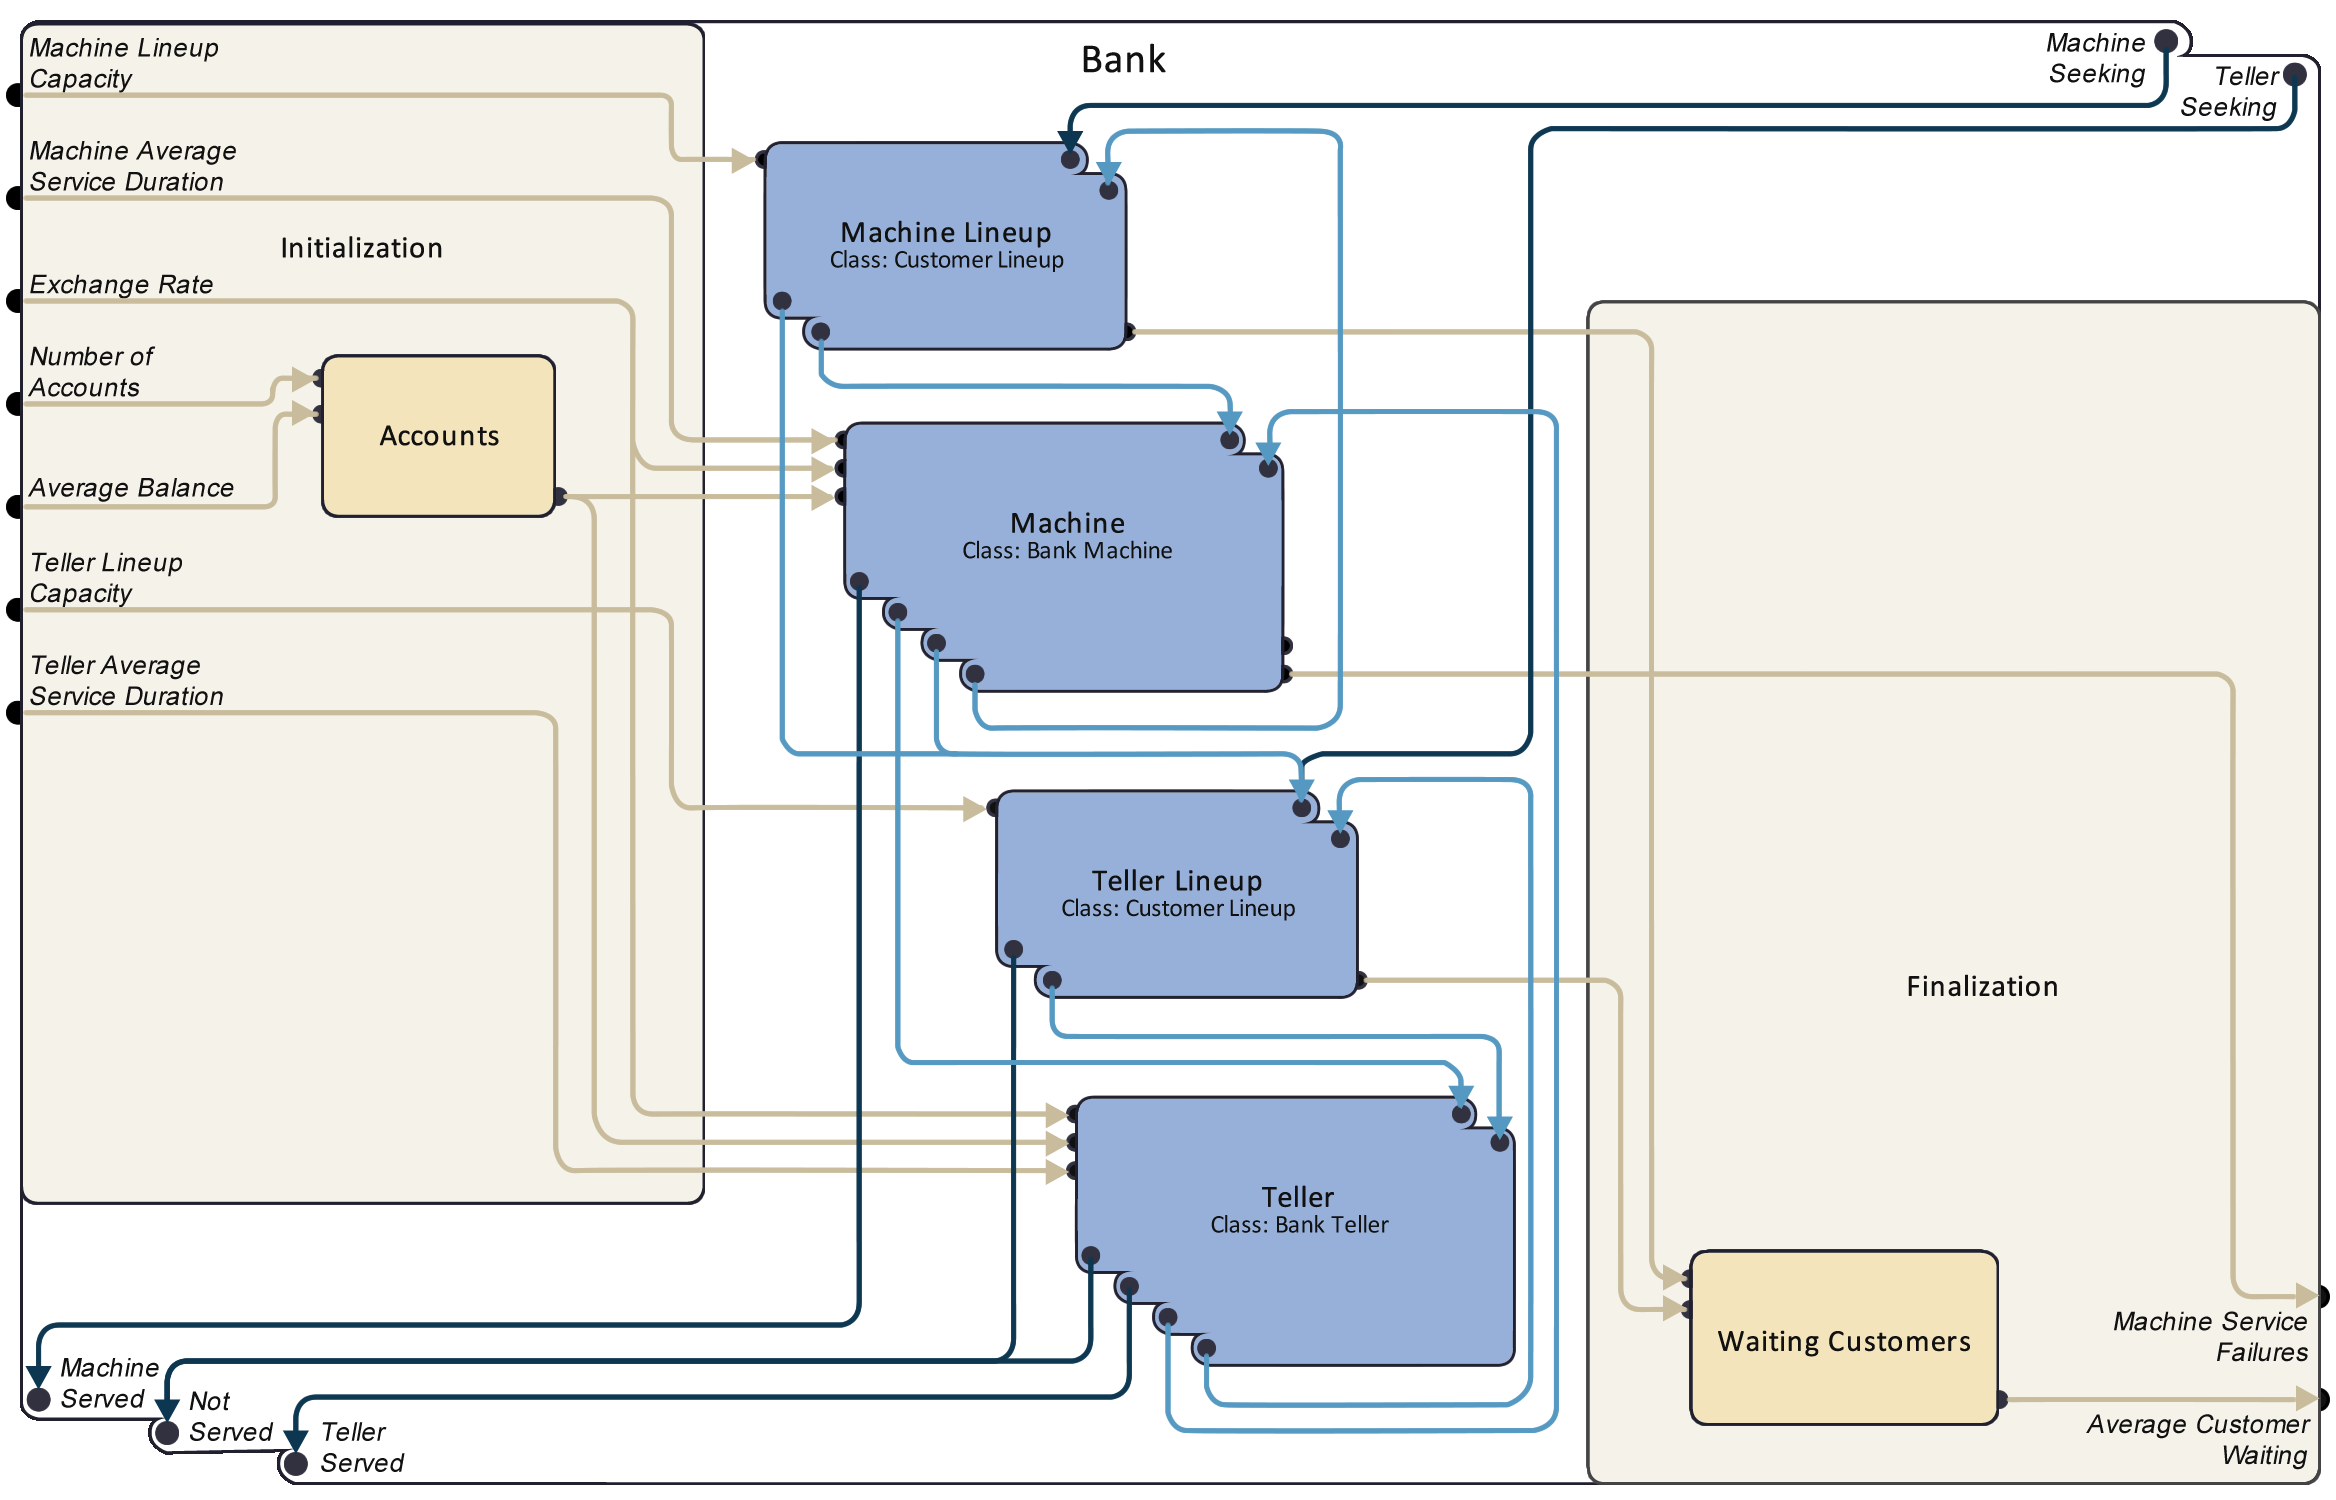 Bank
Machine
Seeking
Teller
Seeking
Machine Lineup
Capacity
Machine Average
Service Duration
Initialization
Exchange Rate
Number of
Accounts
Accounts
Average Balance
Teller Lineup
Capacity
Teller Average
Service Duration
Machine Lineup
Class: Customer Lineup
Machine
Class: Bank Machine
Teller Lineup
Class: Customer Lineup
Teller
Class: Bank Teller
Finalization
Waiting Customers
Machine Service
Failures
Average Customer
Waiting
Machine
Served
Not
Served
Teller
Served